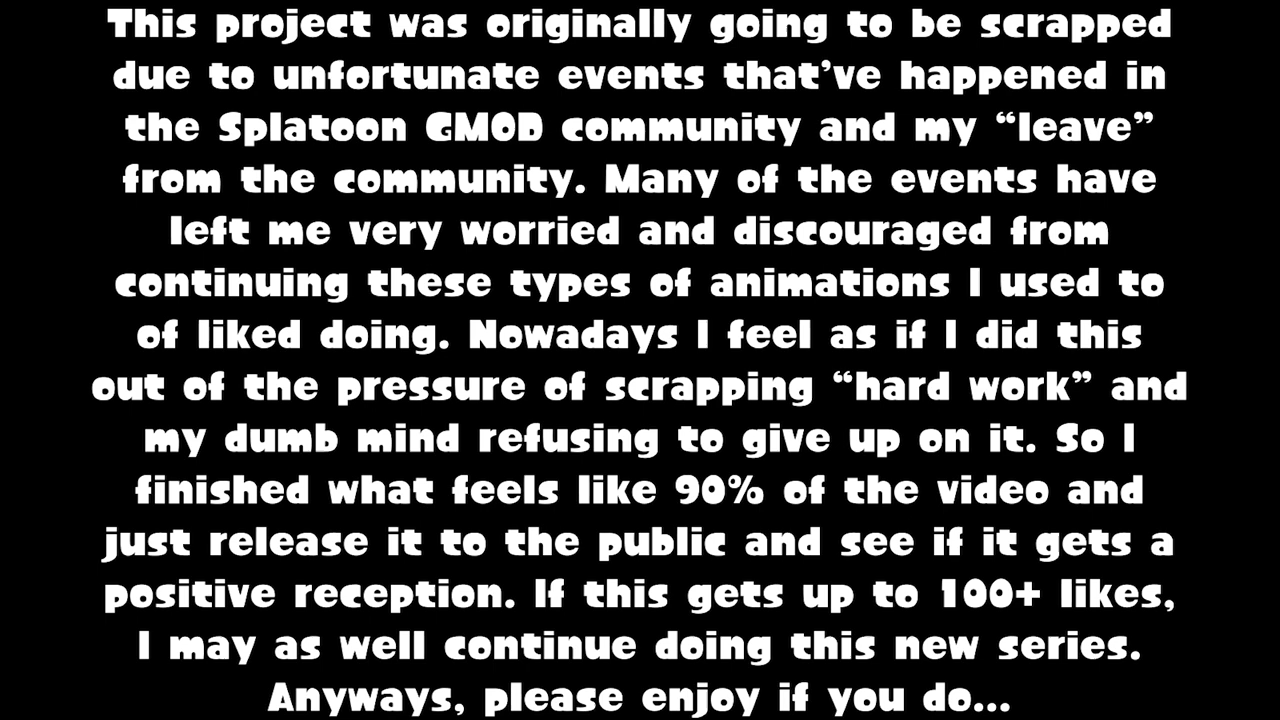 This project was originally going to be scrapped
due to unfortunate events that’ve happened in
the Splatoon GMOD community and my “leave”
from the community. Many of the events have
left me very worried and discouraged from
continuing these types of animations I used to
of liked doing. Nowadays I feel as if I did this
out of the pressure of scrapping “hard work” and
my dumb mind refusing to give up on it. So I
finished what feels like 90% of the video and
just release it to the public and see if it gets a
positive reception. If this gets up to 100+ likes,
I may as well continue doing this new series.
Anyways, please enjoy if you do...